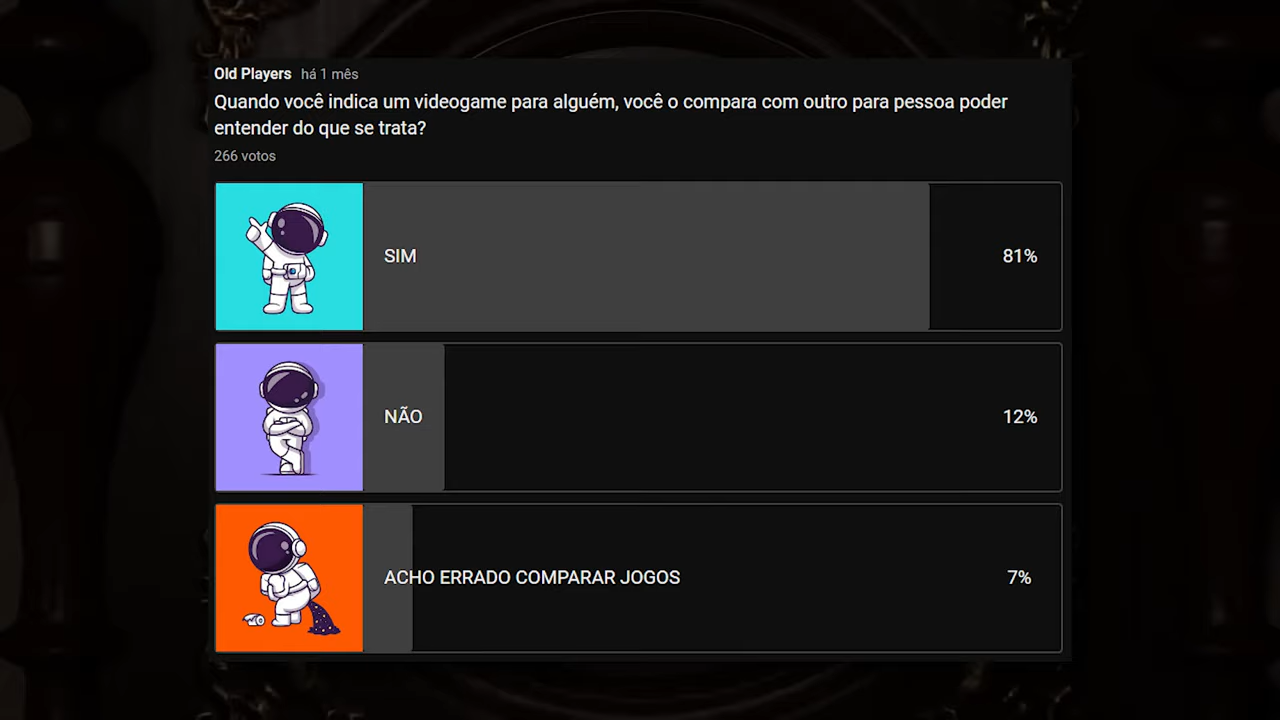 Old Players há 1 mês
Quando você indica um videogame para alguém, você o compara com outro para pessoa poder
entender do que se trata?
266 votos
SIM 81%
NÃO 12%
ACHO ERRADO COMPARAR JOGOS 7%